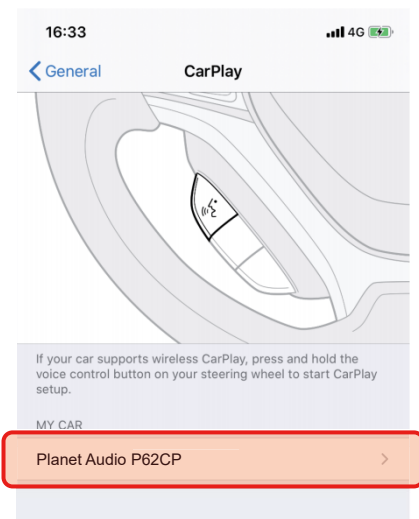 16:33
4G
General
CarPlay
If your car supports wireless CarPlay, press and hold the
voice control button on your steering wheel to start CarPlay
setup.
MY CAR
Planet Audio P62CP